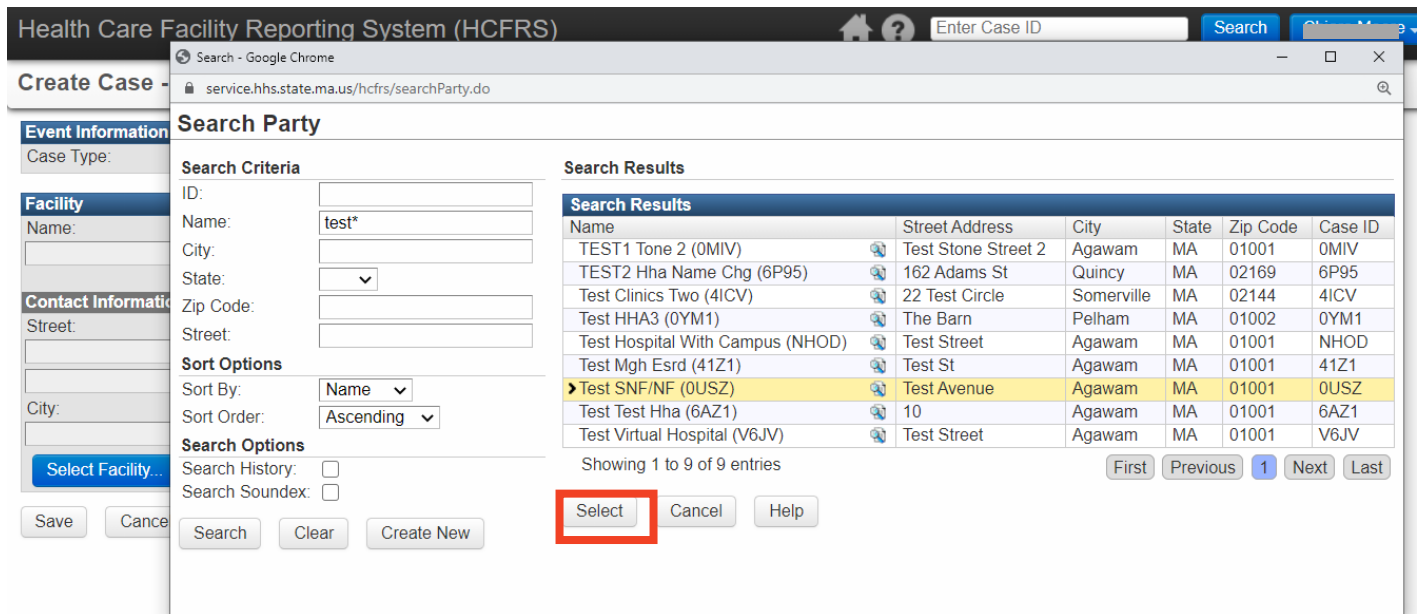 Health Care Facility Reporting System (HCFRS) Enter Case ID Search
Search - Google Chrome
Create Case -
service.hhs.state.ma.us/hcfrs/searchParty.do
Search Party
Event Information
Case Type:
Facility
Name:
Contact
Street:
City:
Select Facility...
Save
Search Criteria
ID:
Name: test*
City:
State:
Zip Code:
Street:
Sort Options
Sort By: Name
Sort Order: Ascending
Search Options
Search History:
Search Soundex:
Search Clear Create New
Search Results
Search Results
Name Street Address City State Zip Code Case ID
TEST1 Tone 2 (0MIV) Test Stone Street 2 Agawam MA 01001 0MIV
TEST2 Hha Name Chg (6P95) 162 Adams St Quincy MA 02169 6P95
Test Clinics Two (4ICV) 22 Test Circle Somerville MA 02144 4ICV
Test HHA3 (0YM1) The Barn Pelham MA 01002 0YM1
Test Hospital With Campus (NHOD) Test Street Agawam MA 01001 NHOD
Test Mgh Esrd (41Z1) Test St Agawam MA 01001 41Z1
Test SNF/NF (0USZ) Test Avenue Agawam MA 01001 0USZ
Test Test Hha (6AZ1) 10 Agawam MA 01001 6AZ1
Test Virtual Hospital (V6JV) Test Street Agawam MA 01001 V6JV
Showing 1 to 9 of 9 entries First Previous 1 Next Last
Select Cancel Help